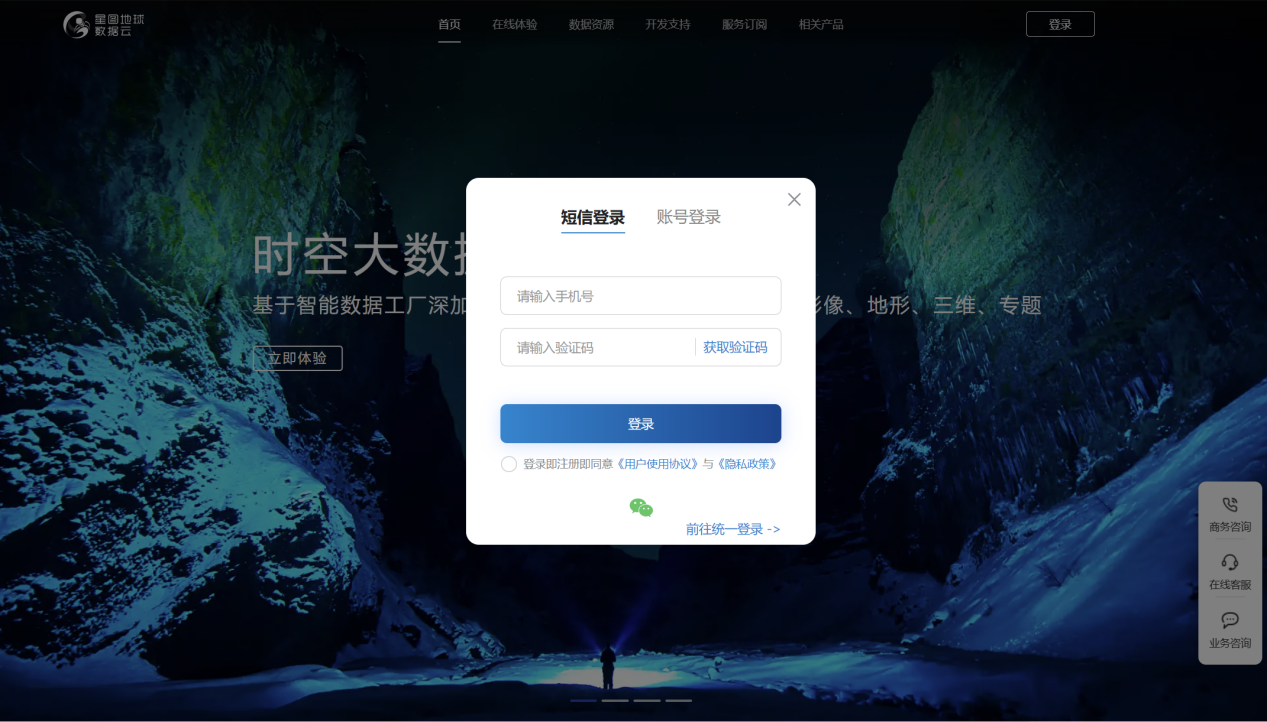 星图地球
数据云
首页 在线体验 数据资源 开发支持 服务订阅 相关产品 登录
短信登录 账号登录
时空大数据
基于智能数据工厂深加 影像、地形、三维、专题
立即体验
请输入手机号
请输入验证码 获取验证码
登录
登录即注册即同意《用户使用协议》与《隐私政策》
前往统一登录 ->
商务咨询
在线客服
业务咨询